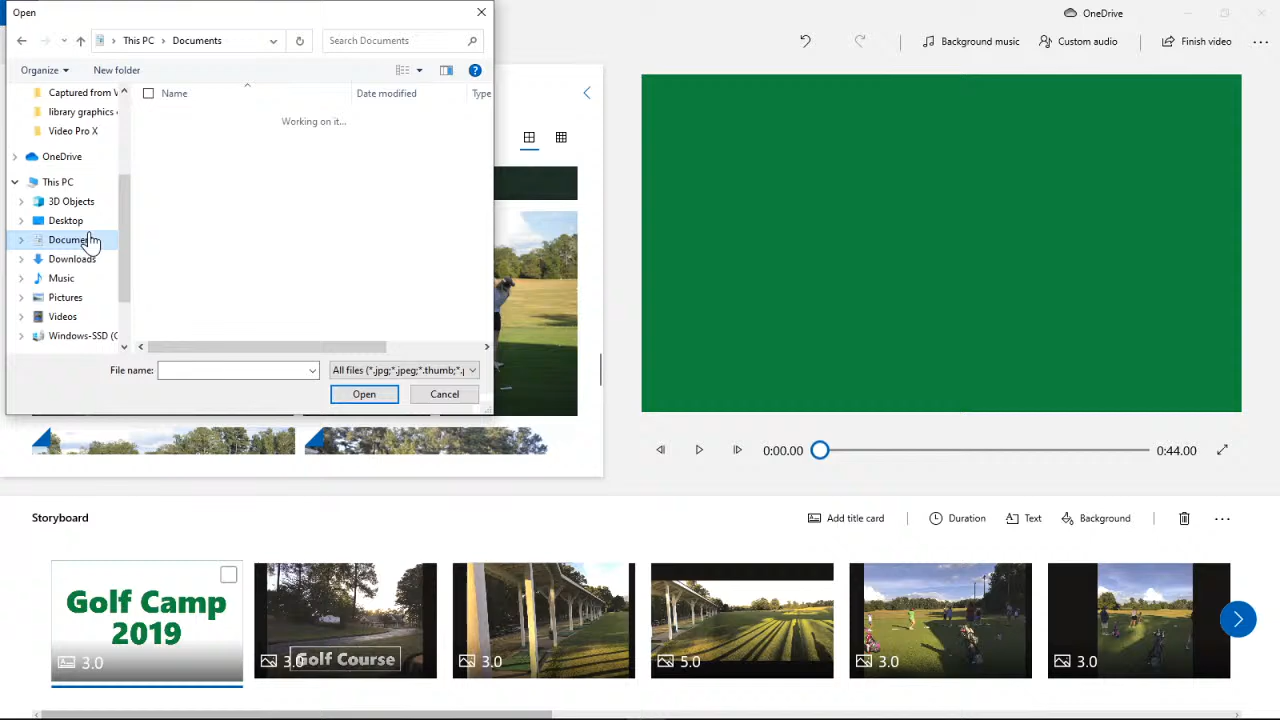 Open
OneDrive
This PC
Documents
Search Documents
Background music
Custom audio
Finish video
Organize
New folder
Captured from V
library graphics
Video Pro X
OneDrive
This PC
3D Objects
Desktop
Downloads
Music
Pictures
Videos
Windows-SSD (C
Name
Date modified
Type
Working on it...
File name:
All files (*.jpg;*.jpeg;*.thumb;*.j
Open
Cancel
0:00.00
0:44.00
Storyboard
Add title card
Duration
Text
Background
Golf Camp
2019
3.0
3.0
Golf Course
3.0
5.0
3.0
3.0